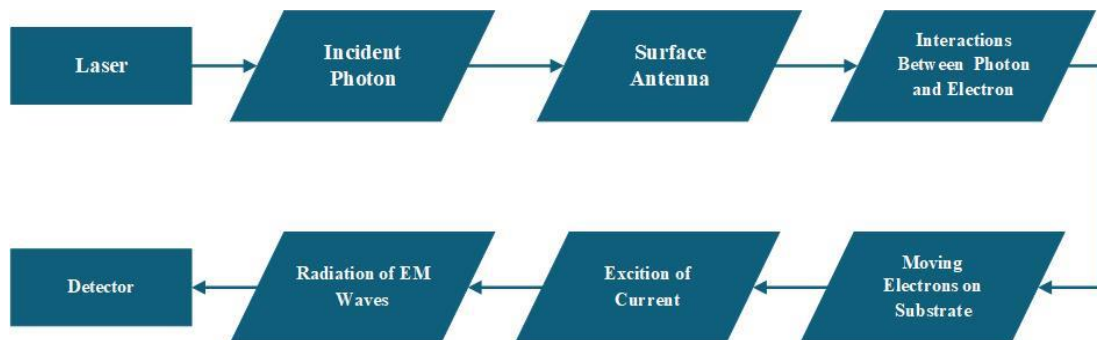 Laser
Incident
Photon
Surface
Antenna
Interactions
Between Photon
and Electron
Detector
Radiation of EM
Waves
Excition of
Current
Moving
Electrons on
Substrate